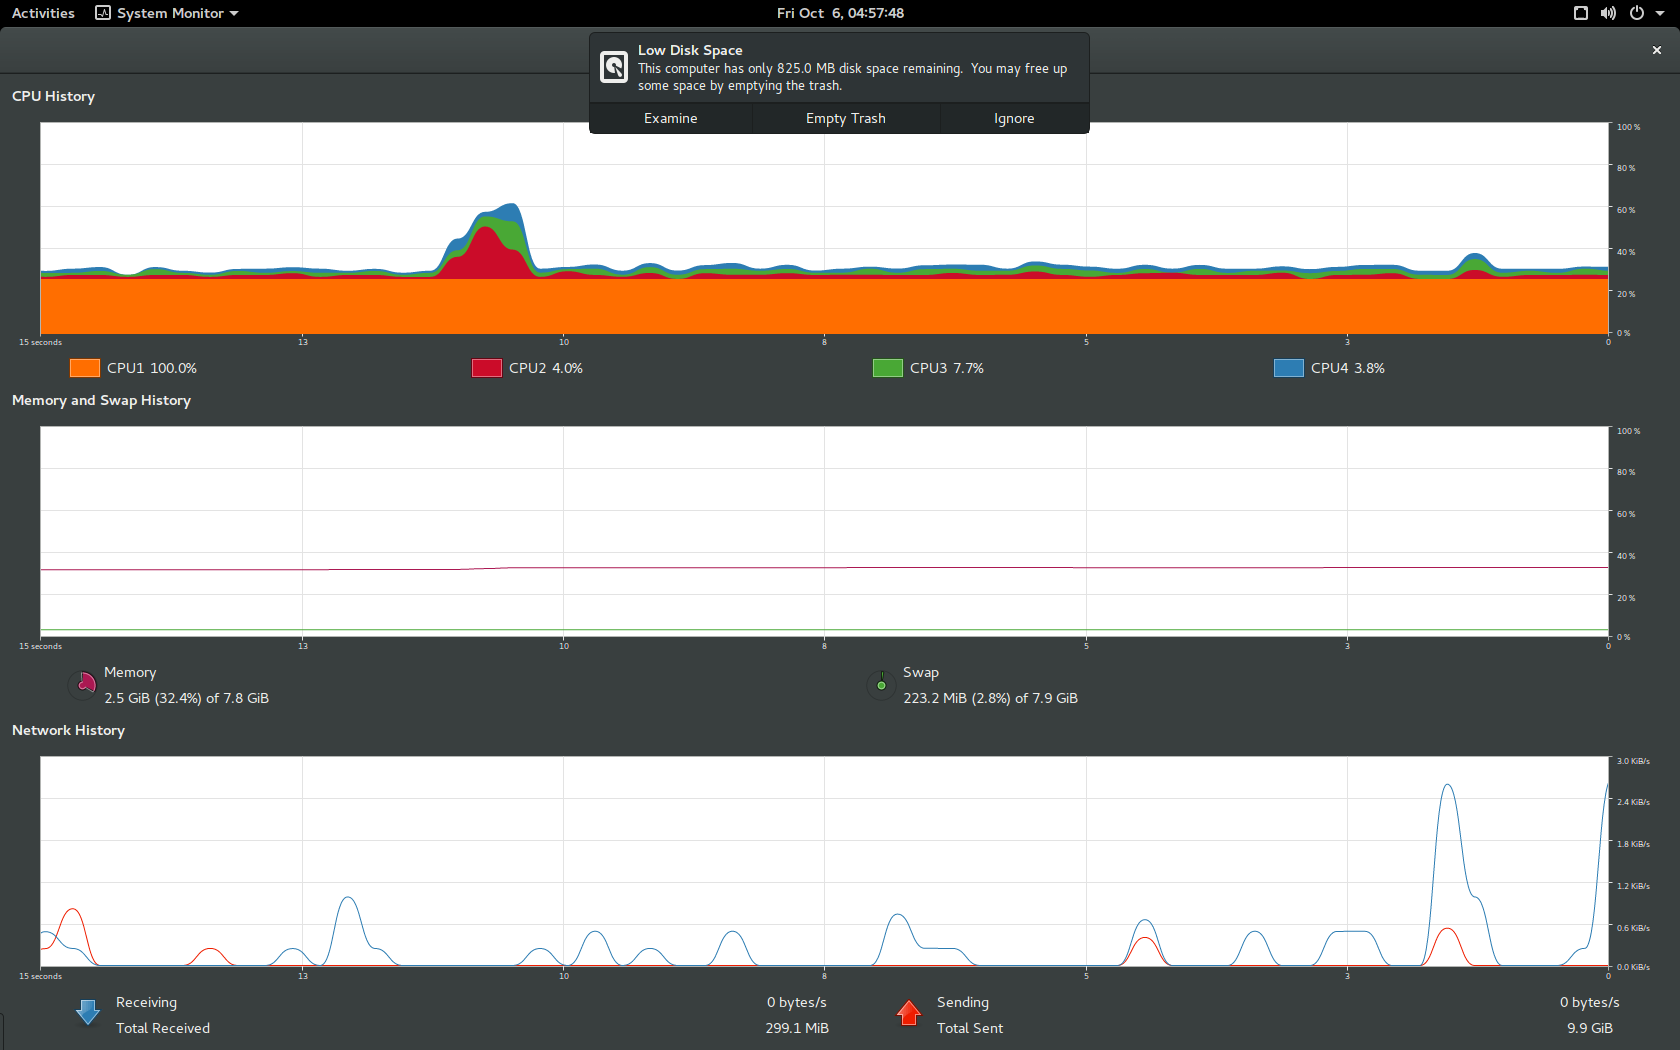 Activities System Monitor Fri Oct 6, 04:57:48
Low Disk Space
This computer has only 825.0 MB disk space remaining. You may free up
some space by emptying the trash.
Examine Empty Trash Ignore
CPU History
100 %
80 %
60 %
40 %
20 %
0 %
15 seconds 13 10 8 5 3 0
CPU1 100.0% CPU2 4.0% CPU3 7.7% CPU4 3.8%
Memory and Swap History
100 %
80 %
60 %
40 %
20 %
0 %
15 seconds 13 10 8 5 3 0
Memory
2.5 GiB (32.4%) of 7.8 GiB
Swap
223.2 MiB (2.8%) of 7.9 GiB
Network History
3.0 KiB/s
2.4 KiB/s
1.8 KiB/s
1.2 KiB/s
0.6 KiB/s
0.0 KiB/s
15 seconds 13 10 8 5 3 0
Receiving 0 bytes/s
Total Received 299.1 MiB
Sending 0 bytes/s
Total Sent 9.9 GiB